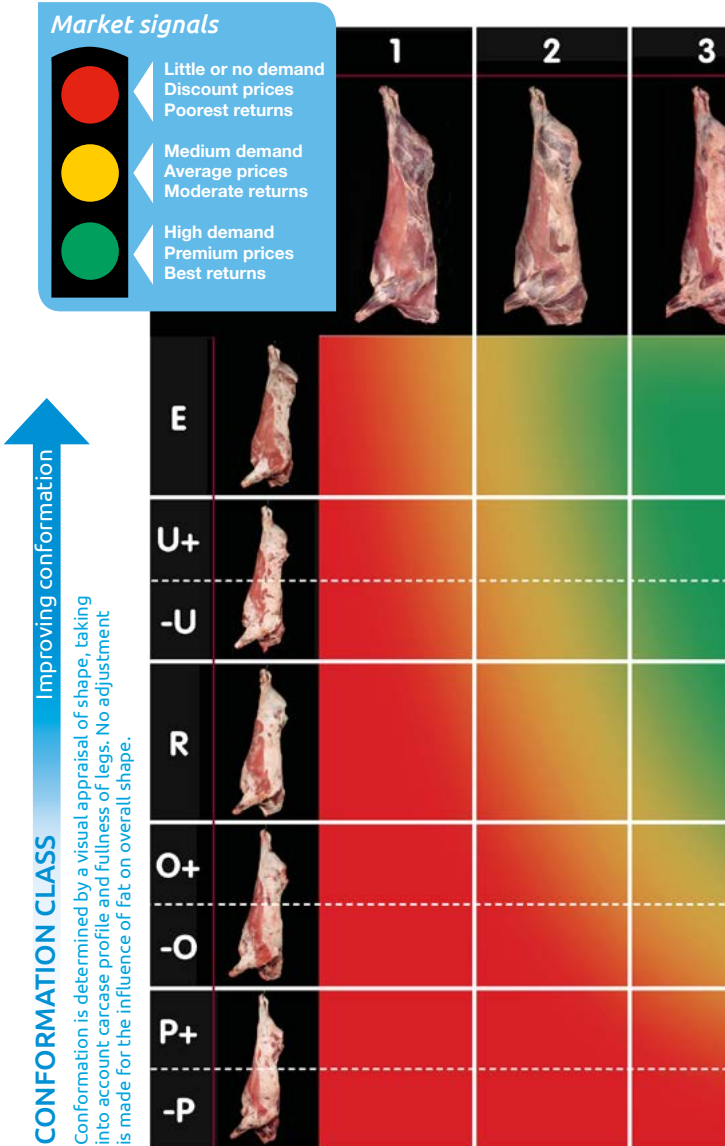 Market signals
Little or no demand
Discount prices
Poorest returns
Medium demand
Average prices
Moderate returns
High demand
Premium prices
Best returns
1
2
3
E
U+
-U
R
O+
-O
P+
-P
CONFORMATION CLASS
Improving conformation
Conformation is determined by a visual appraisal of shape, taking
into account carcase profile and fullness of legs. No adjustment
is made for the influence of fat on overall shape.